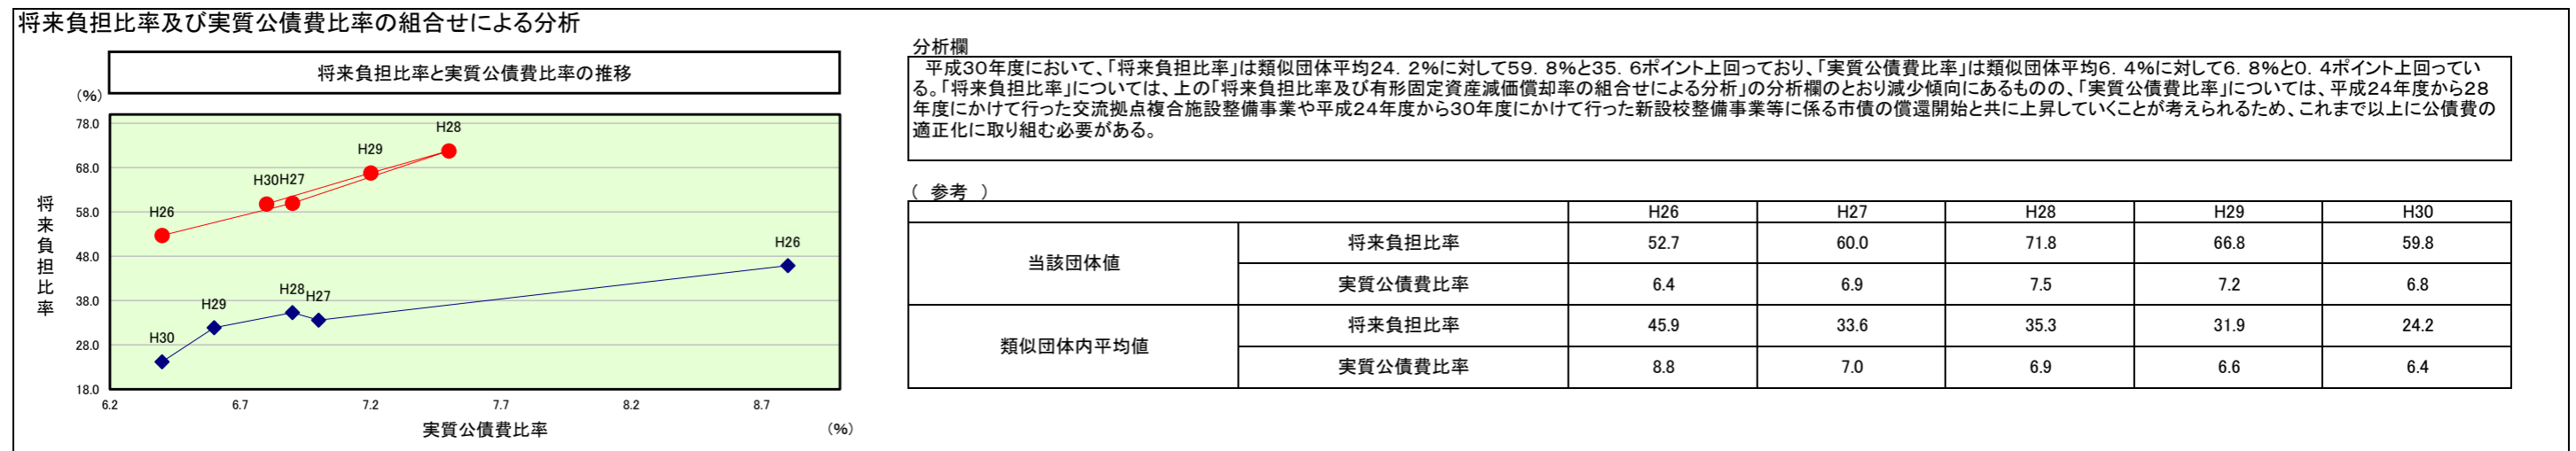 将来負担比率及び実質公債費比率の組合せによる分析
将来負担比率と実質公債費比率の推移
(%)
78.0
68.0
58.0
48.0
38.0
28.0
18.0
将来負担比率
H28
H29
H30
H27
H26
H26
H28
H27
H29
H30
6.2
6.7
7.2
7.7
8.2
8.7
実質公債費比率
(%)
分析欄
平成30年度において、「将来負担比率」は類似団体平均24．2%に対して59．8%と35．6ポイント上回っており、「実質公債費比率」は類似団体平均6．4%に対して6．8%と0．4ポイント上回ってい
る。「将来負担比率」については、上の「将来負担比率及び有形固定資産減価償却率の組合せによる分析」の分析欄のとおり減少傾向にあるものの、「実質公債費比率」については、平成24年度から28
年度にかけて行った交流拠点複合施設整備事業や平成24年度から30年度にかけて行った新設校整備事業等に係る市債の償還開始と共に上昇していくことが考えられるため、これまで以上に公債費の
適正化に取り組む必要がある。
（ 参考 ）
H26 H27 H28 H29 H30
当該団体値
将来負担比率 52.7 60.0 71.8 66.8 59.8
実質公債費比率 6.4 6.9 7.5 7.2 6.8
類似団体内平均値
将来負担比率 45.9 33.6 35.3 31.9 24.2
実質公債費比率 8.8 7.0 6.9 6.6 6.4